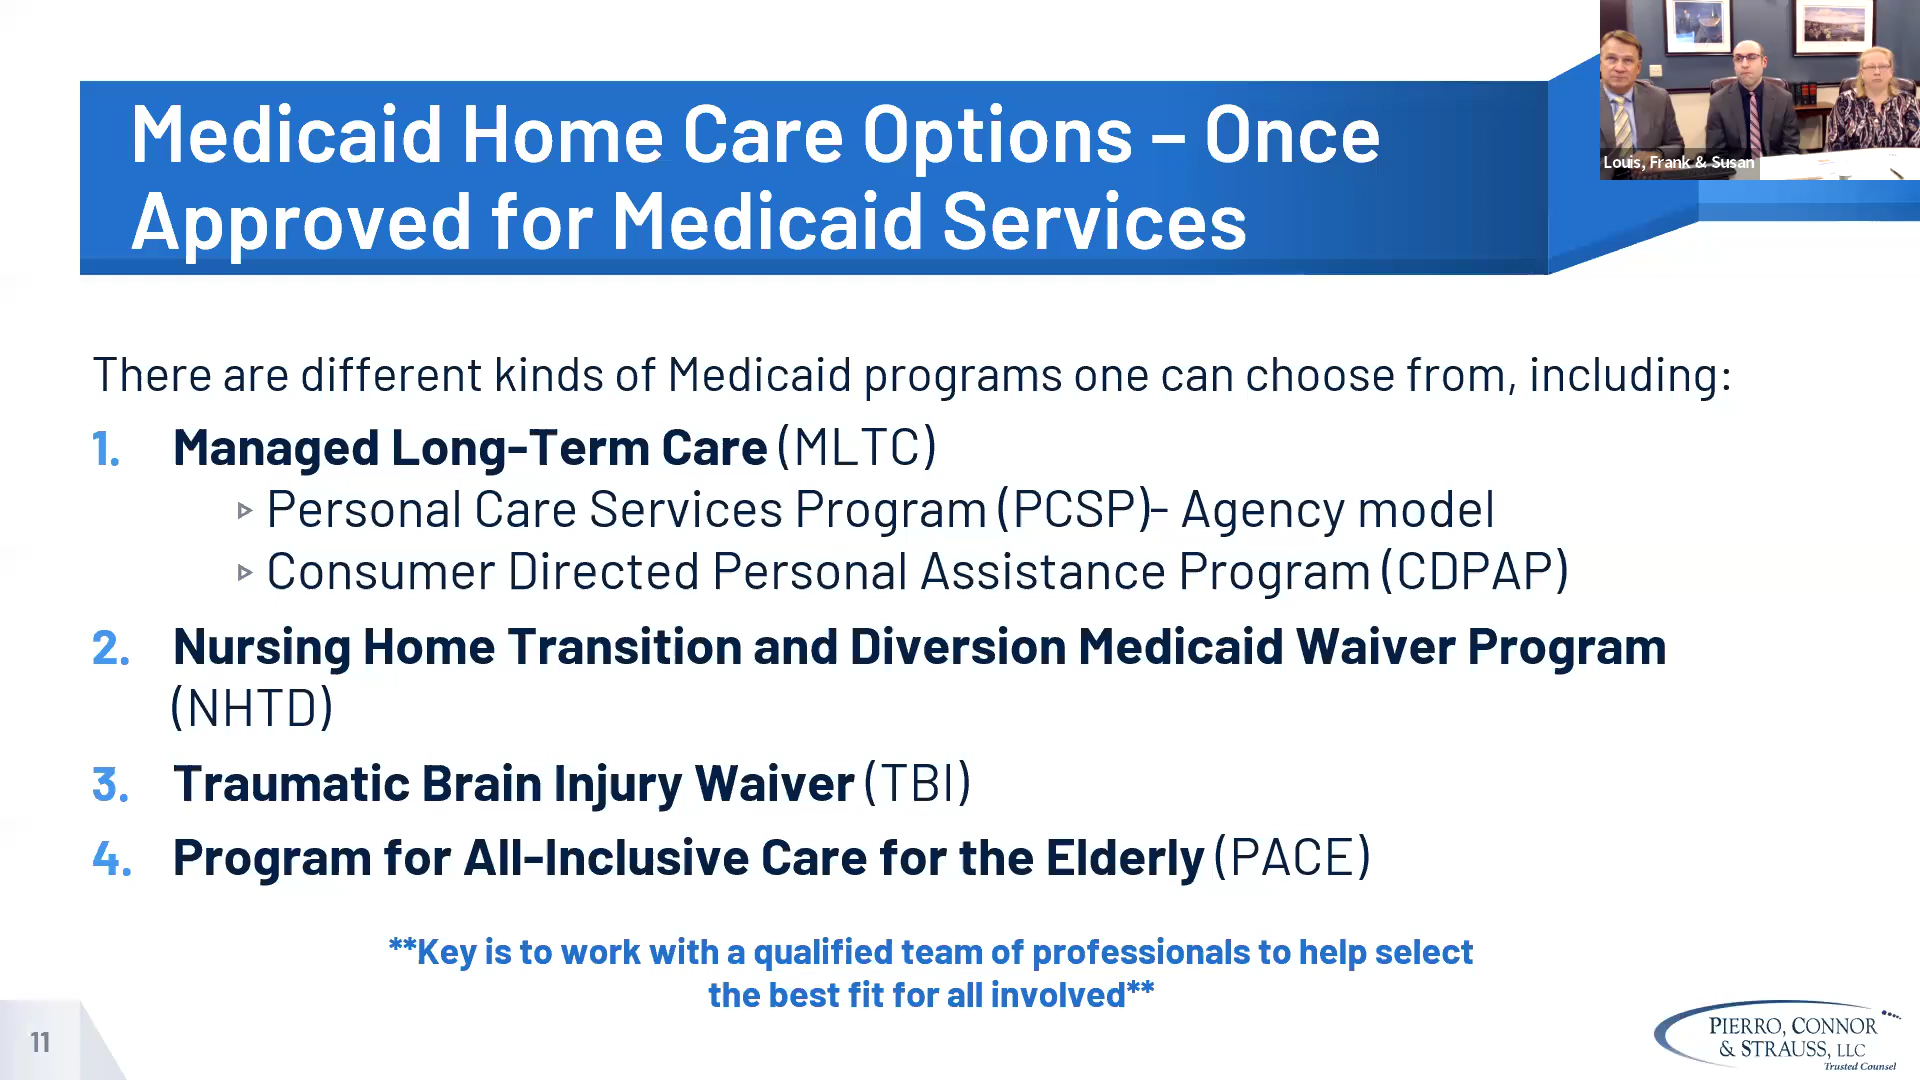 Medicaid Home Care Options – Once
Approved for Medicaid Services
Louis, Frank & Susan
There are different kinds of Medicaid programs one can choose from, including:
1. Managed Long-Term Care (MLTC)
▹ Personal Care Services Program (PCSP)- Agency model
▹ Consumer Directed Personal Assistance Program (CDPAP)
2. Nursing Home Transition and Diversion Medicaid Waiver Program
(NHTD)
3. Traumatic Brain Injury Waiver (TBI)
4. Program for All-Inclusive Care for the Elderly (PACE)
**Key is to work with a qualified team of professionals to help select
the best fit for all involved**
11
PIERRO, CONNOR
& STRAUSS, LLC
Trusted Counsel